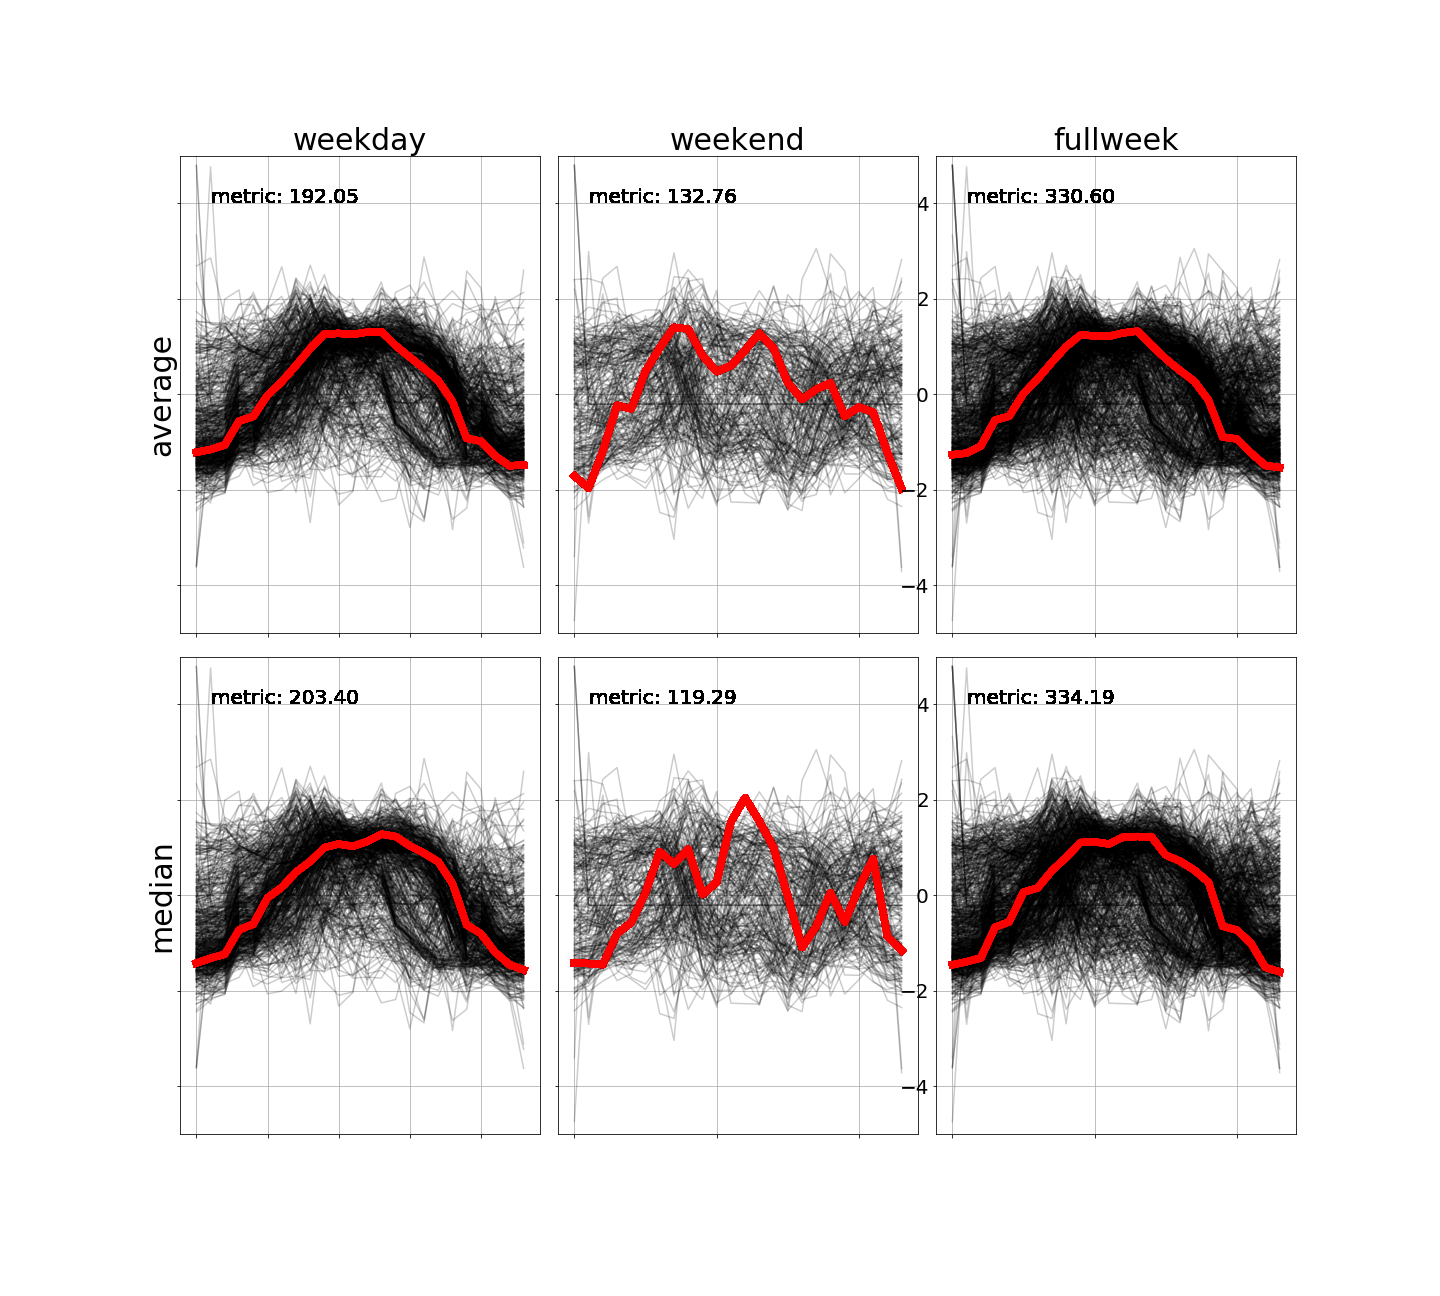 weekday weekend fullweek
average
metric: 192.05 metric: 132.76 metric: 330.60
4
2
0
−2
−4
median
metric: 203.40 metric: 119.29 metric: 334.19
4
2
0
−2
−4